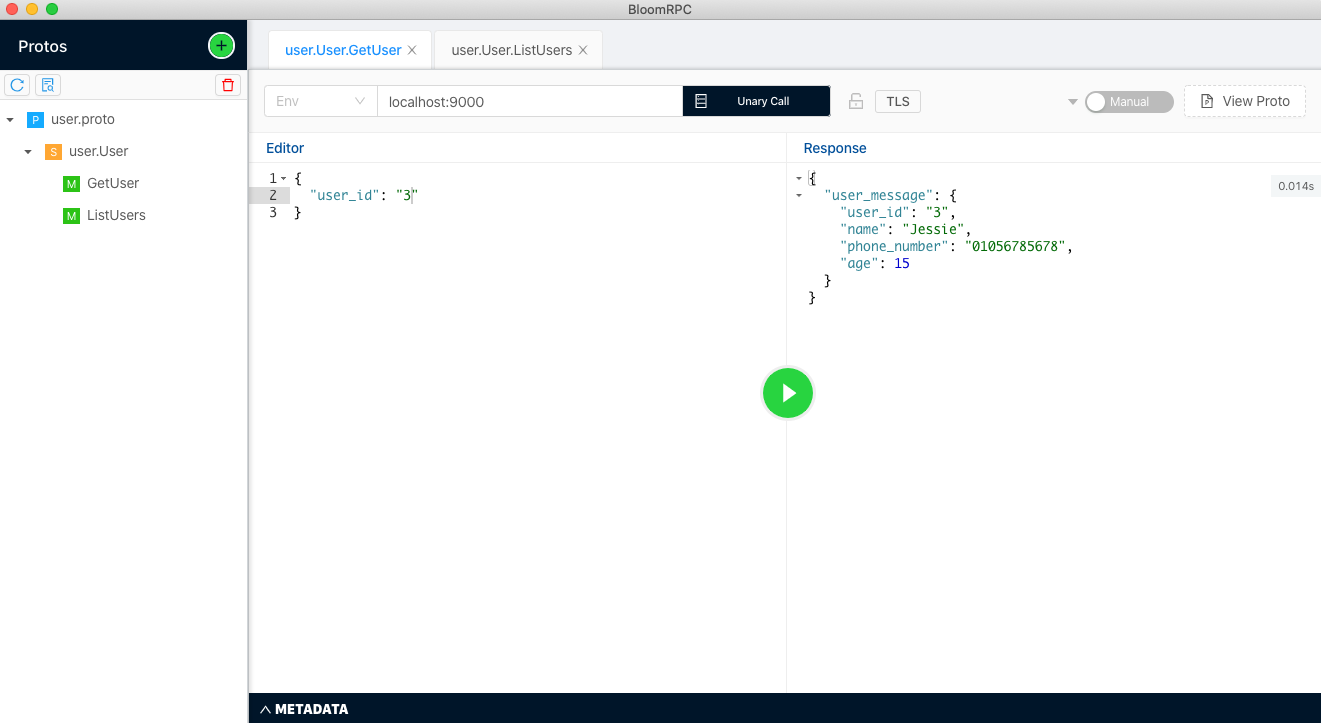 BloomRPC
Protos
user.User.GetUser
user.User.ListUsers
Env
localhost:9000
Unary Call
TLS
Manual
View Proto
P user.proto
S user.User
M GetUser
M ListUsers
Editor
1 {
2 "user_id": "3"
3 }
Response
0.014s
{
"user_message": {
"user_id": "3",
"name": "Jessie",
"phone_number": "01056785678",
"age": 15
}
}
METADATA